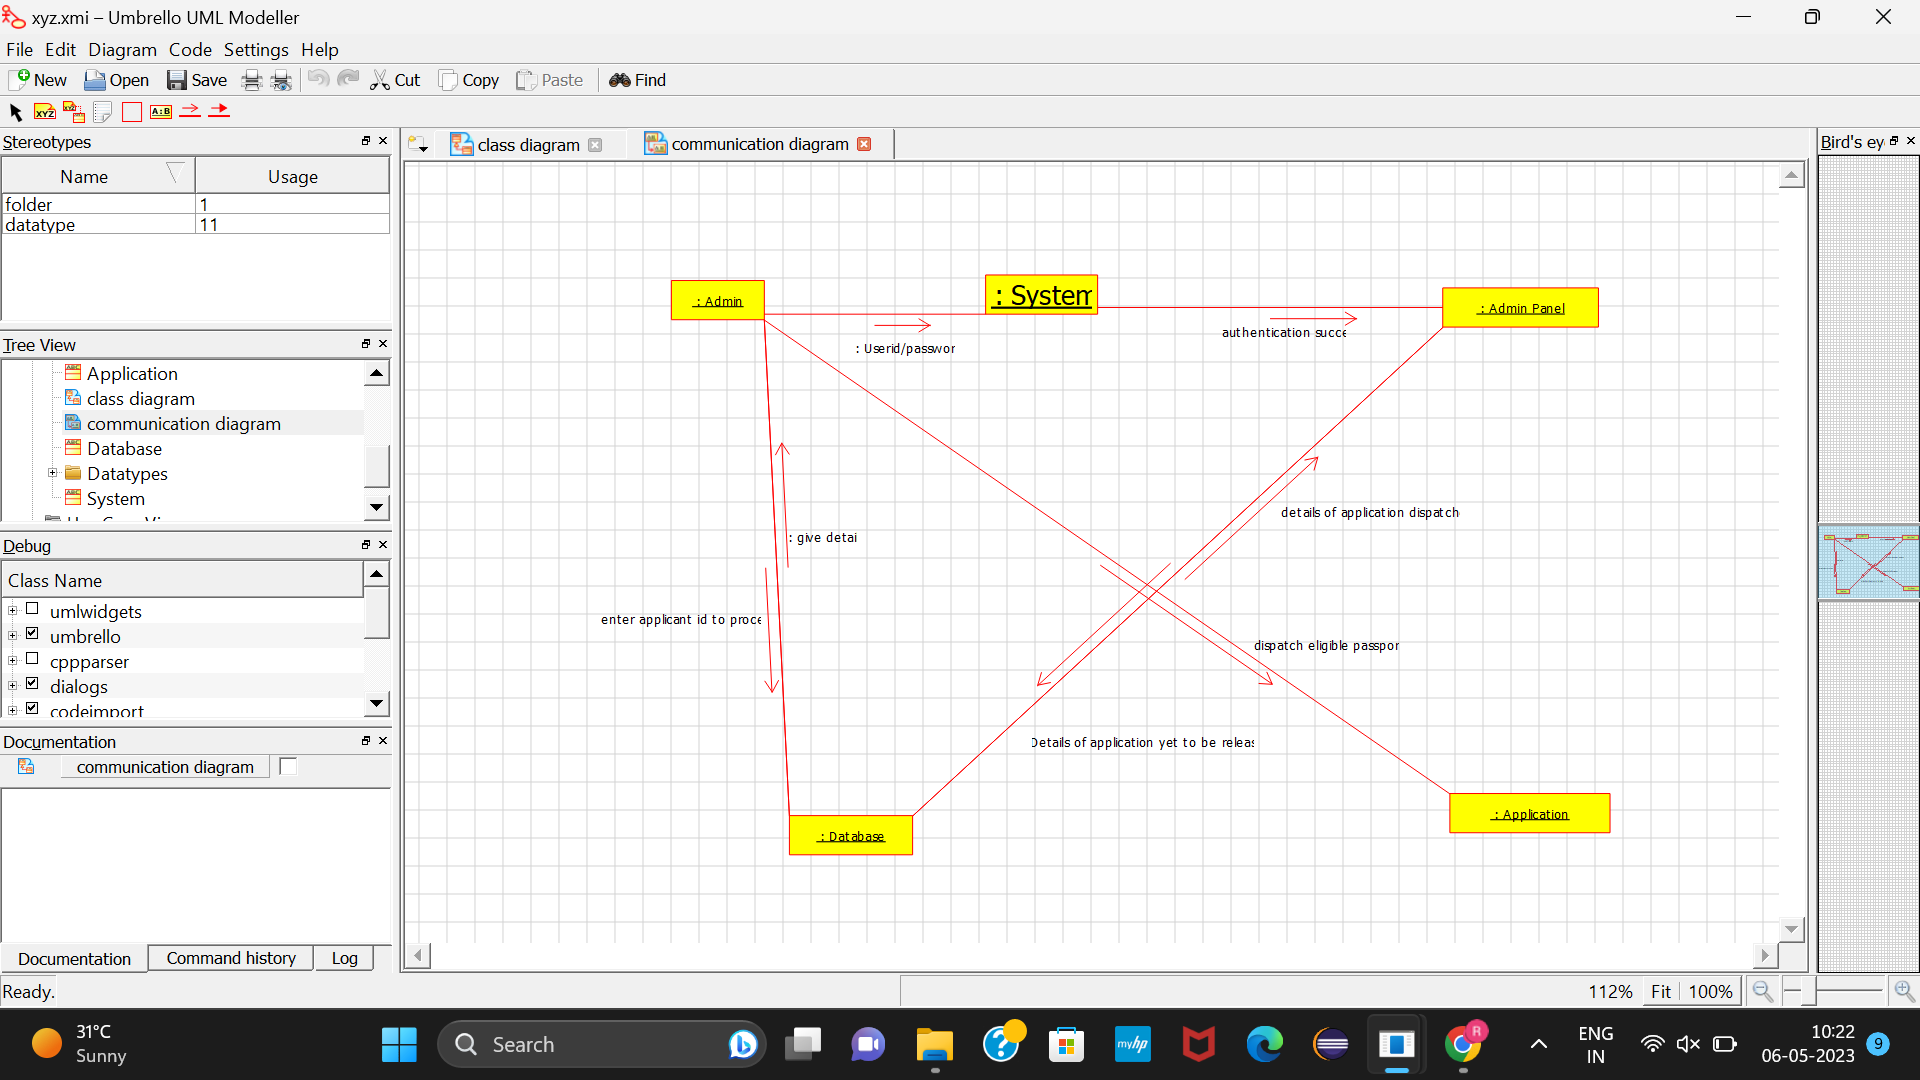 xyz.xmi – Umbrello UML Modeller
File Edit Diagram Code Settings Help
New Open Save Cut Copy Paste Find
XYZ XYZ A:B
Stereotypes
Name Usage
folder 1
datatype 11
Tree View
Application
class diagram
communication diagram
Database
Datatypes
System
Debug
Class Name
umlwidgets
umbrello
cppparser
dialogs
codeimport
Documentation
communication diagram
Documentation Command history Log
Ready.
class diagram communication diagram
Bird's ey
: Admin
: System
: Admin Panel
: Userid/passwor
authentication succe
: give detai
details of application dispatch
enter applicant id to proce
dispatch eligible passpor
Details of application yet to be releas
: Database
: Application
112% Fit 100%
31°C
Sunny
Search
myhp
R
ENG
IN
10:22
06-05-2023
9